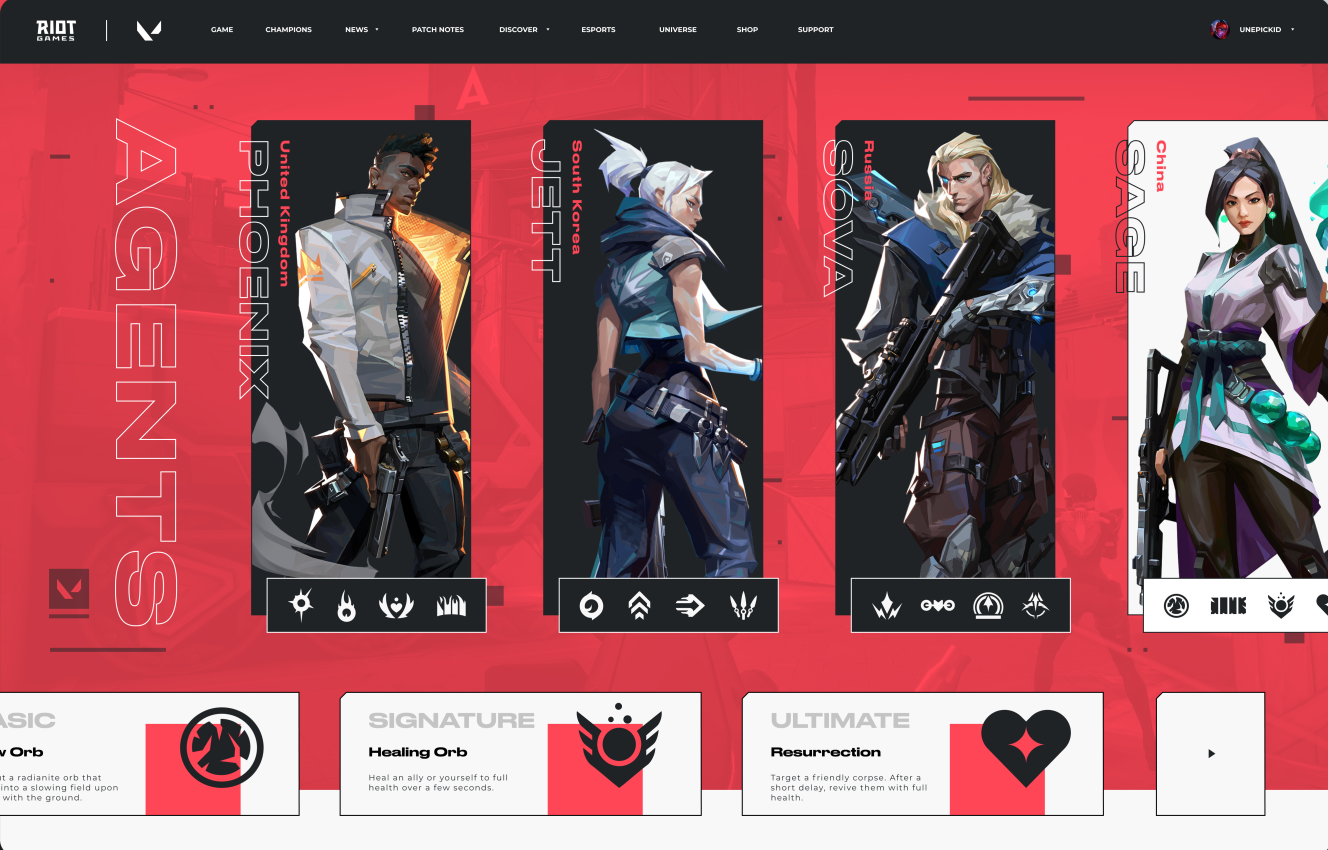 RIOT
GAMES
GAME
CHAMPIONS
NEWS
PATCH NOTES
DISCOVER
ESPORTS
UNIVERSE
SHOP
SUPPORT
UNEPICKID
AGENTS
PHOENIX
United Kingdom
JETT
South Korea
SOVA
Russia
SAGE
China
ASIC
w Orb
ut a radianite orb that
into a slowing field upon
with the ground.
SIGNATURE
Healing Orb
Heal an ally or yourself to full
health over a few seconds.
ULTIMATE
Resurrection
Target a friendly corpse. After a
short delay, revive them with full
health.